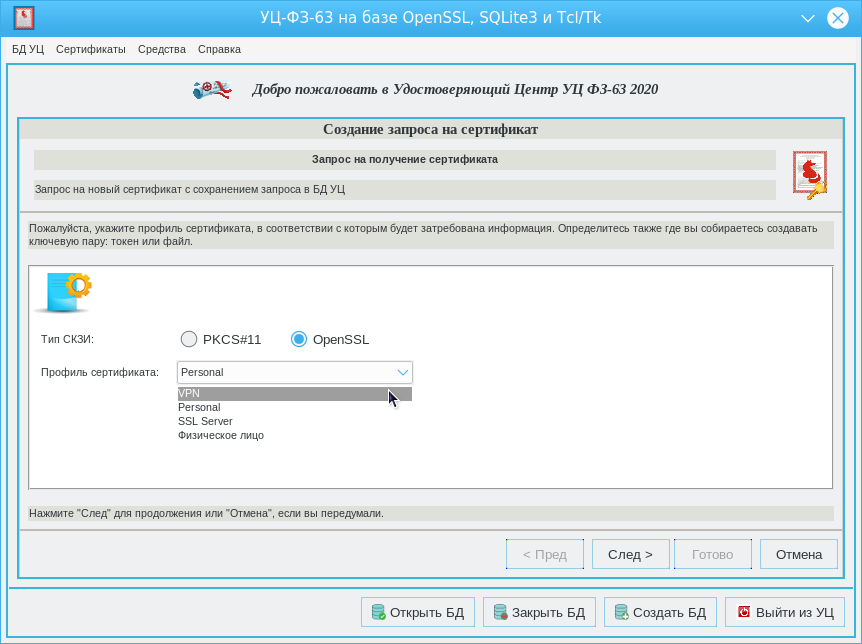 УЦ-ФЗ-63 на базе OpenSSL, SQLite3 и Tcl/Tk
БД УЦ Сертификаты Средства Справка
Добро пожаловать в Удостоверяющий Центр УЦ ФЗ-63 2020
Создание запроса на сертификат
Запрос на получение сертификата
Запрос на новый сертификат с сохранением запроса в БД УЦ
Пожалуйста, укажите профиль сертификата, в соответствии с которым будет затребована информация. Определитесь также где вы собираетесь создавать
ключевую пару: токен или файл.
Тип СКЗИ: PKCS#11 OpenSSL
Профиль сертификата: Personal
VPN
Personal
SSL Server
Физическое лицо
Нажмите "След" для продолжения или "Отмена", если вы передумали.
< Пред След > Готово Отмена
Открыть БД Закрыть БД Создать БД Выйти из УЦ